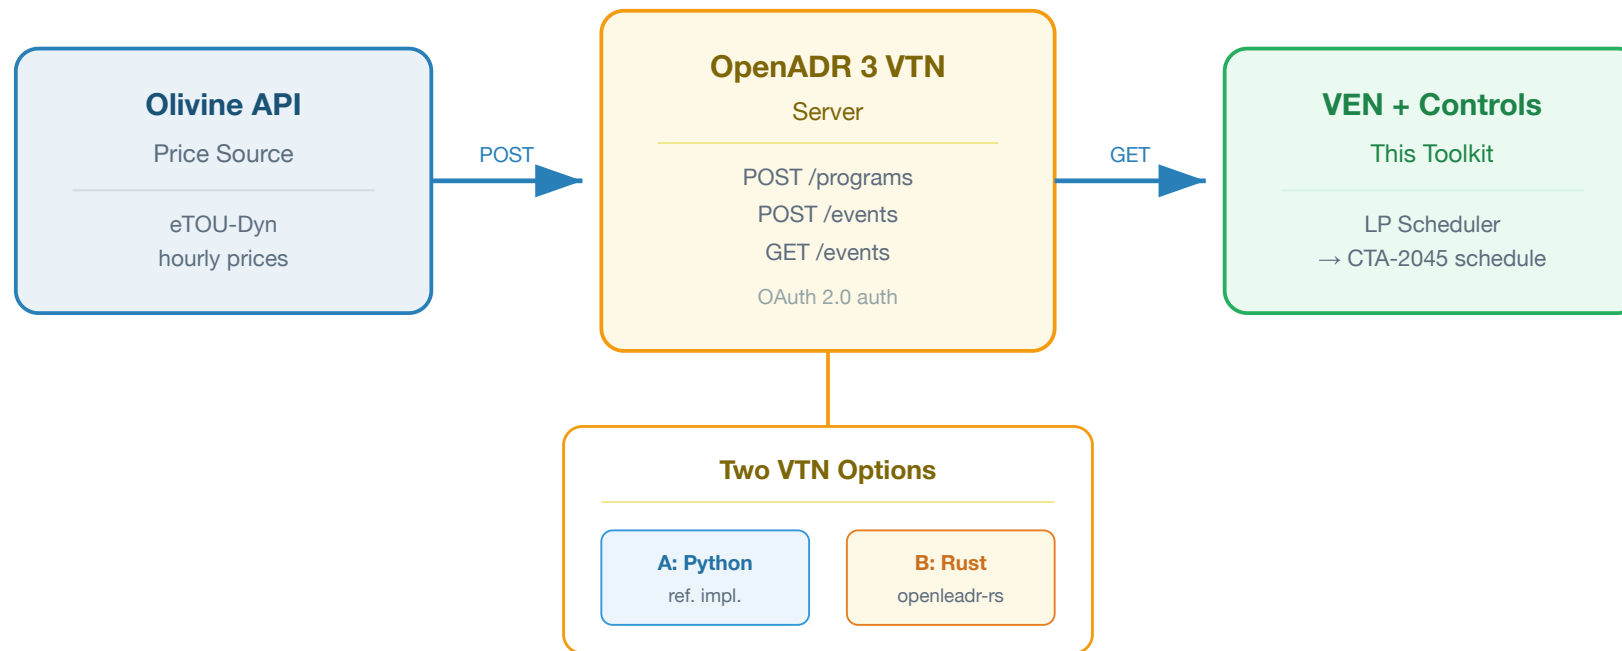 Olivine API
Price Source
eTOU-Dyn
hourly prices
POST
OpenADR 3 VTN
Server
POST /programs
POST /events
GET /events
OAuth 2.0 auth
GET
VEN + Controls
This Toolkit
LP Scheduler
→ CTA-2045 schedule
Two VTN Options
A: Python
ref. impl.
B: Rust
openleadr-rs